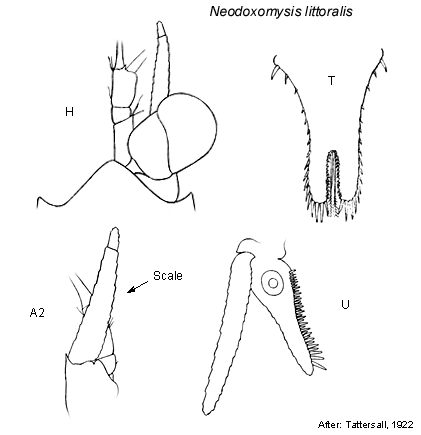 Neodoxomysis littoralis
H
T
A2
Scale
U
After: Tattersall, 1922